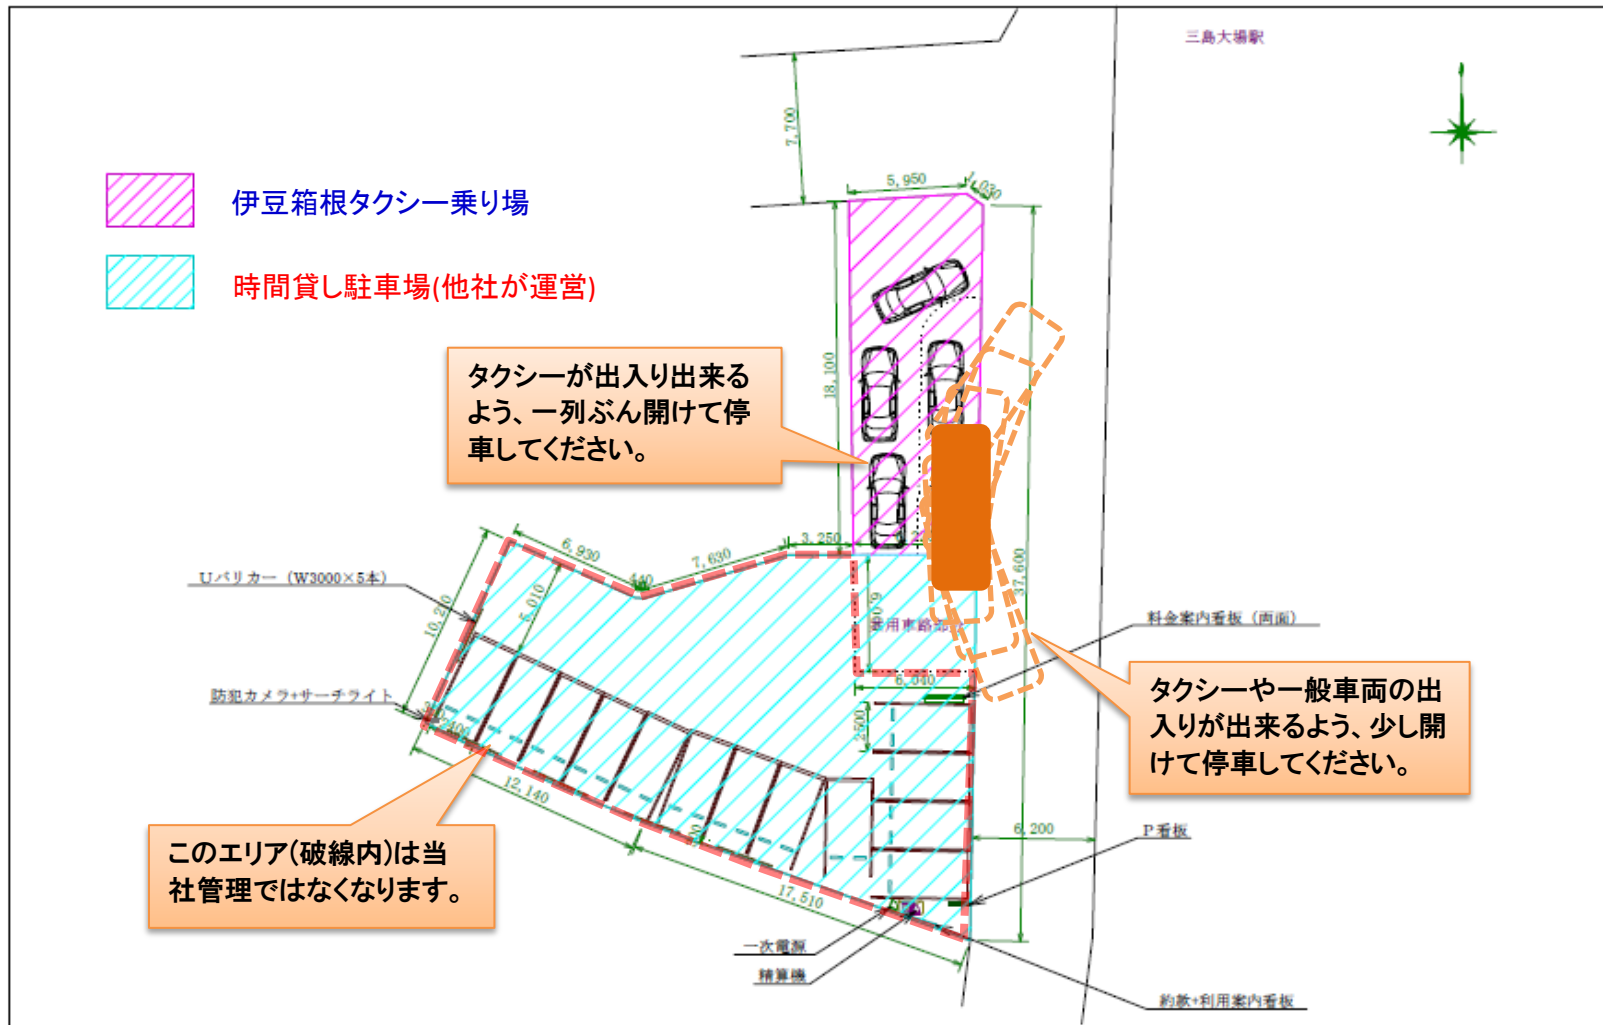 三島大場駅
7,700
5,950
1,030
伊豆箱根タクシー乗り場
時間貸し駐車場(他社が運営)
18,100
タクシーが出入り出来る
よう、一列ぶん開けて停
車してください。
37,600
3,250
6,930
7,630
440
Uバリカー（W3000×5本）
10,210
5,010
乗用車路部分
料金案内看板（両面）
6,040
防犯カメラ+サーチライト
2,400
2500
タクシーや一般車両の出
入りが出来るよう、少し開
けて停車してください。
12,140
6,200
P看板
このエリア(破線内)は当
社管理ではなくなります。
17,510
一次電源
精算機
約款+利用案内看板